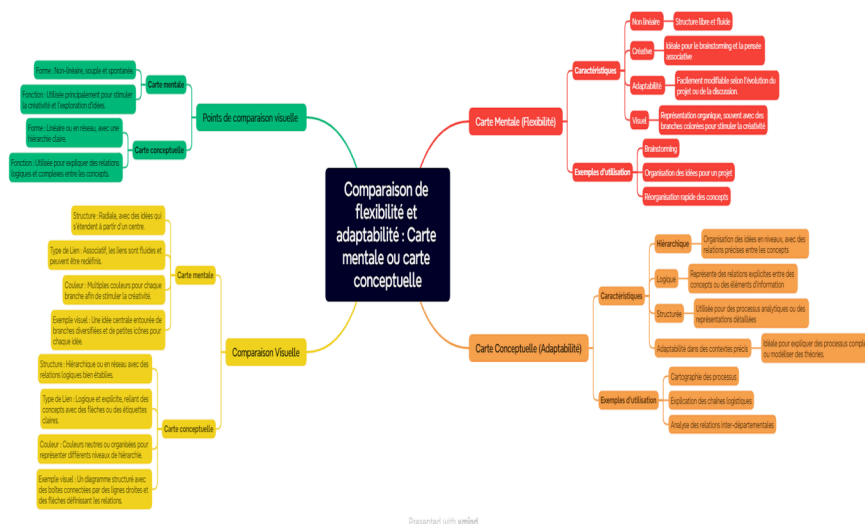 Comparaison de
flexibilité et
adaptabilité : Carte
mentale ou carte
conceptuelle
Carte Mentale (Flexibilité)
Caractéristiques
Non linéaire
Structure libre et fluide
Créative
Idéale pour le brainstorming et la pensée
associative
Adaptabilité
Facilement modifiable selon l'évolution du
projet ou de la discussion.
Visuel
Représentation organique, souvent avec des
branches colorées pour stimuler la créativité
Exemples d'utilisation
Brainstorming
Organisation des idées pour un projet
Réorganisation rapide des concepts
Carte Conceptuelle (Adaptabilité)
Caractéristiques
Hiérarchique
Organisation des idées en niveaux, avec des
relations précises entre les concepts
Logique
Représente des relations explicites entre des
concepts ou des éléments d'information
Structurée
Utilisée pour des processus analytiques ou des
représentations détaillées
Adaptabilité dans des contextes précis
Idéale pour expliquer des processus comple
ou modéliser des théories.
Exemples d'utilisation
Cartographie des processus
Explication des chaînes logistiques
Analyse des relations inter-départementales
Points de comparaison visuelle
Carte mentale
Forme : Non-linéaire, souple et spontanée.
Fonction : Utilisée principalement pour stimuler
la créativité et l'exploration d'idées.
Carte conceptuelle
Forme : Linéaire ou en réseau, avec une
hiérarchie claire.
Fonction : Utilisée pour expliquer des relations
logiques et complexes entre les concepts.
Comparaison Visuelle
Carte mentale
Structure : Radiale, avec des idées qui
s'étendent à partir d'un centre.
Type de Lien : Associatif, les liens sont fluides et
peuvent être redéfinis.
Couleur : Multiples couleurs pour chaque
branche afin de stimuler la créativité.
Exemple visuel : Une idée centrale entourée de
branches diversifiées et de petites icônes pour
chaque idée.
Carte conceptuelle
Structure : Hiérarchique ou en réseau avec des
relations logiques bien établies.
Type de Lien : Logique et explicite, reliant des
concepts avec des flèches ou des étiquettes
claires.
Couleur : Couleurs neutres ou organisées pour
représenter différents niveaux de hiérarchie.
Exemple visuel : Un diagramme structuré avec
des boîtes connectées par des lignes droites et
des flèches définissant les relations.
Presented with xmind